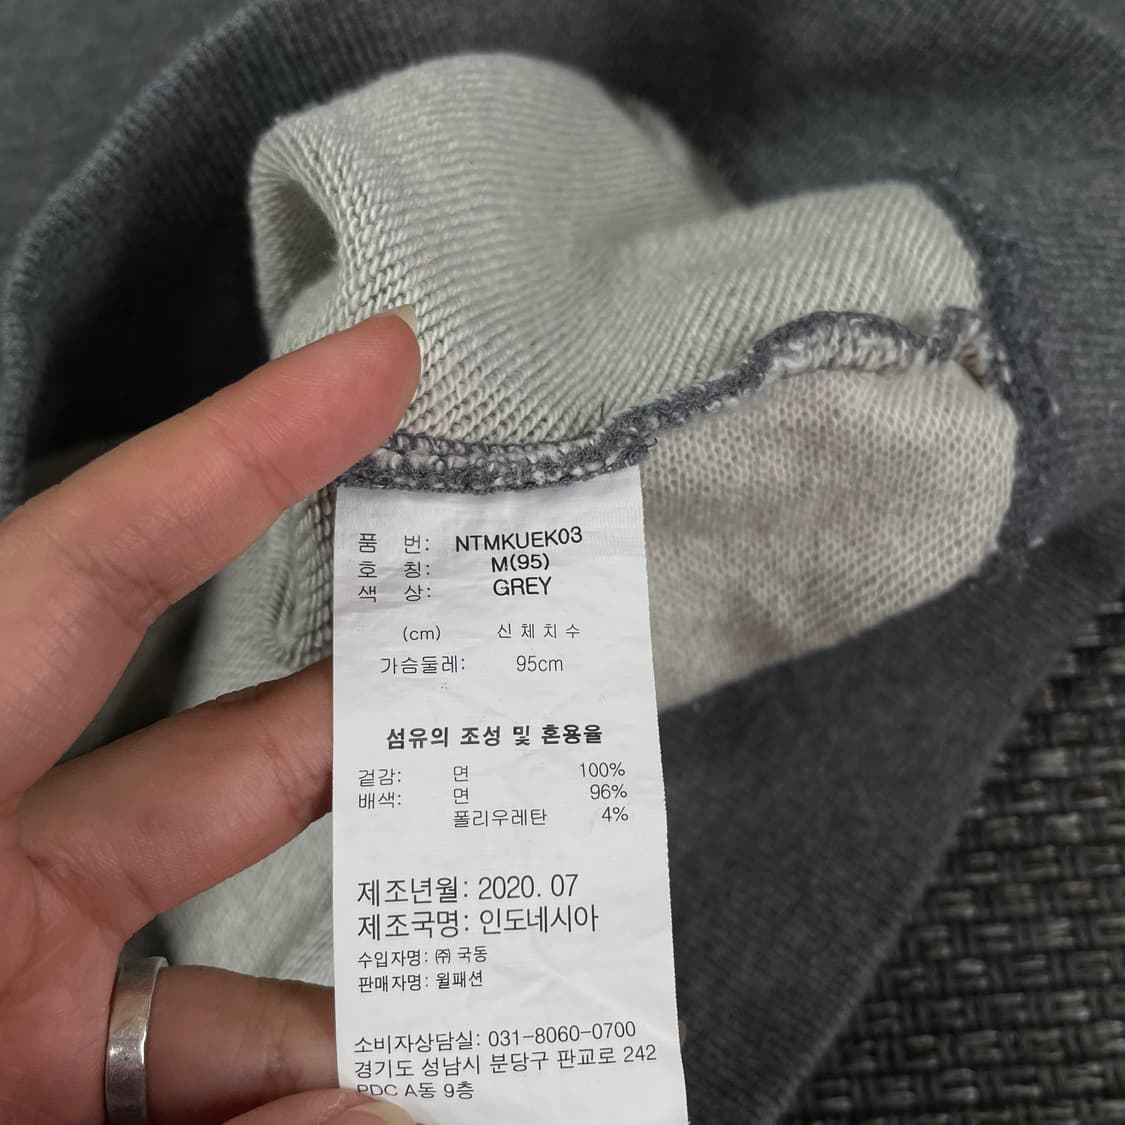 품 번: NTMKUEK03
호 칭: M(95)
색 상: GREY
(cm) 신 체 치 수
가슴둘레: 95cm
섬유의 조성 및 혼용율
겉감: 면 100%
배색: 면 96%
폴리우레탄 4%
제조년월: 2020. 07
제조국명: 인도네시아
수입자명: ㈜ 국동
판매자명: 월패션
소비자상담실: 031-8060-0700
경기도 성남시 분당구 판교로 242
PDC A동 9층